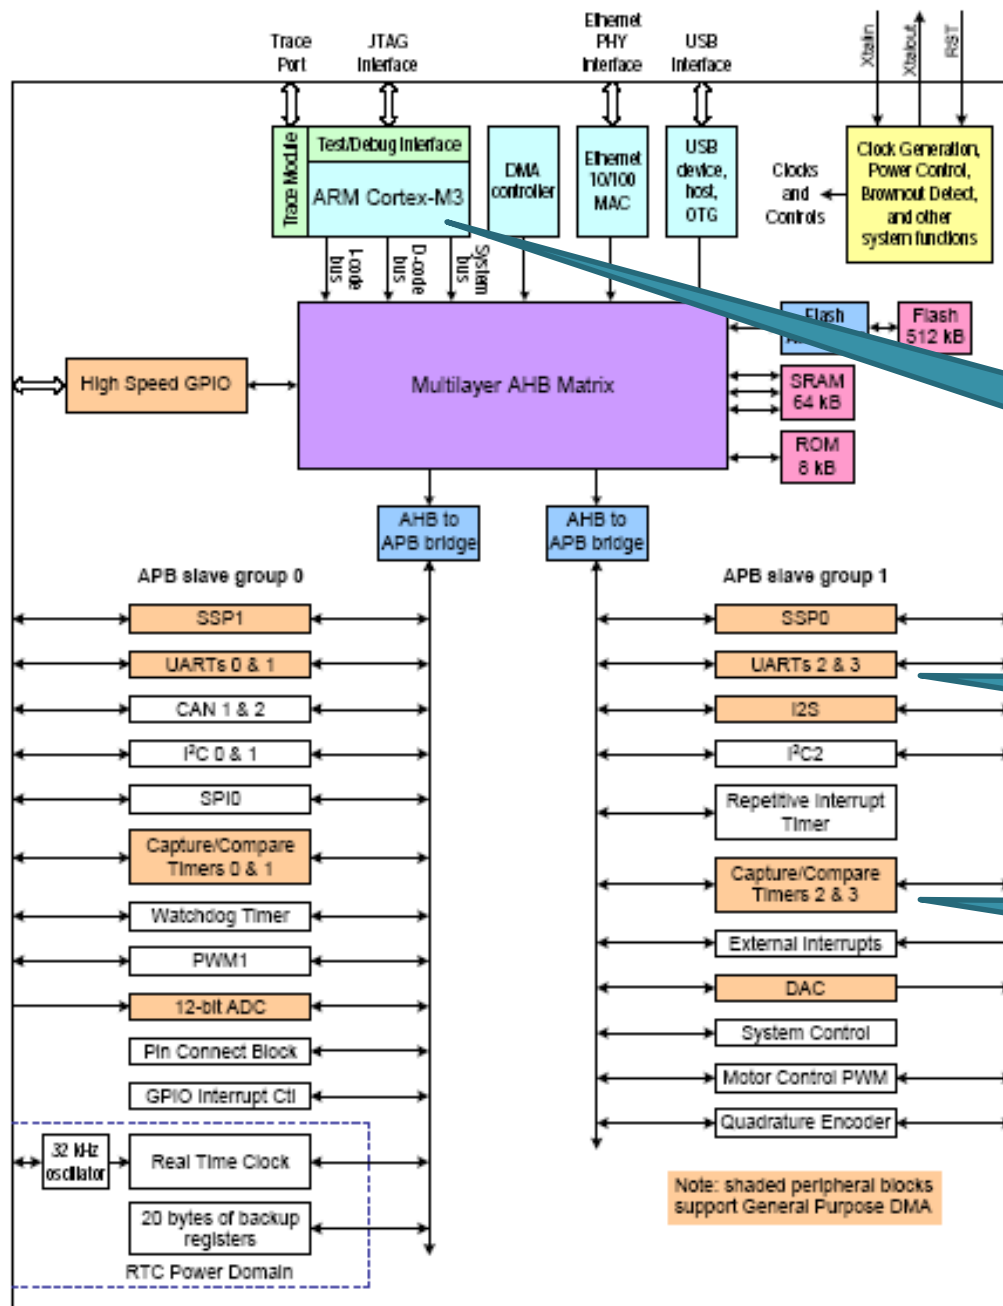 Trace
Port
JTAG
Interface
Ethernet
PHY
Interface
USB
Interface
Xtalin
Xtalout
RST
Trace Module
Test/Debug Interface
ARM Cortex-M3
DMA
controller
Ethernet
10/100
MAC
USB
device,
host,
OTG
Clocks
and
Controls
Clock Generation,
Power Control,
Brownout Detect,
and other
system functions
I-code
bus
D-code
bus
System
bus
Flash
Flash
512 kB
High Speed GPIO
Multilayer AHB Matrix
SRAM
64 kB
ROM
8 kB
AHB to
APB bridge
AHB to
APB bridge
APB slave group 0
SSP1
UARTs 0 & 1
CAN 1 & 2
I²C 0 & 1
SPI0
Capture/Compare
Timers 0 & 1
Watchdog Timer
PWM1
12-bit ADC
Pin Connect Block
GPIO Interrupt Ctl
32 kHz
oscillator
Real Time Clock
20 bytes of backup
registers
RTC Power Domain
APB slave group 1
SSP0
UARTs 2 & 3
I2S
I²C2
Repetitive Interrupt
Timer
Capture/Compare
Timers 2 & 3
External Interrupts
DAC
System Control
Motor Control PWM
Quadrature Encoder
Note: shaded peripheral blocks
support General Purpose DMA